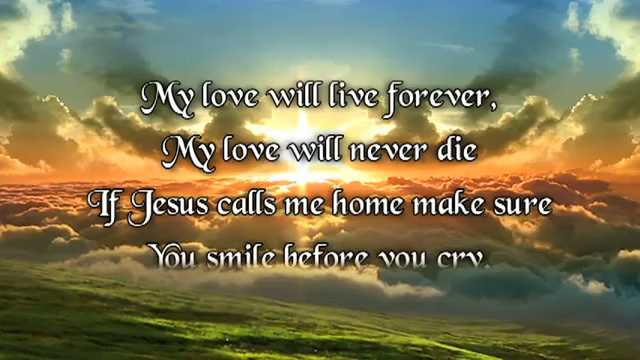 My love will live forever,
My love will never die
If Jesus calls me home make sure
You smile before you cry.